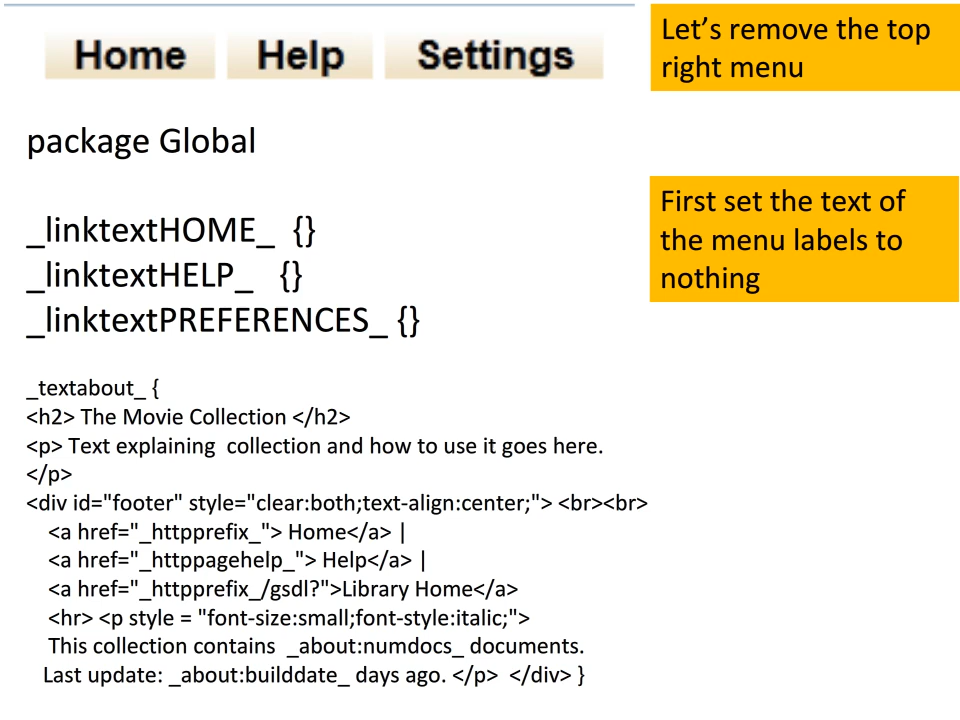 Home Help Settings
Let's remove the top
right menu
package Global
_linktextHOME_ {}
_linktextHELP_ {}
_linktextPREFERENCES_ {}
First set the text of
the menu labels to
nothing
_textabout_ {
<h2> The Movie Collection </h2>
<p> Text explaining collection and how to use it goes here.
</p>
<div id="footer" style="clear:both;text-align:center;"> <br><br>
<a href="_httpprefix_"> Home</a> |
<a href="_httppagehelp_"> Help</a> |
<a href="_httpprefix_/gsdl?">Library Home</a>
<hr> <p style = "font-size:small;font-style:italic;">
This collection contains _about:numdocs_ documents.
Last update: _about:builddate_ days ago. </p> </div> }